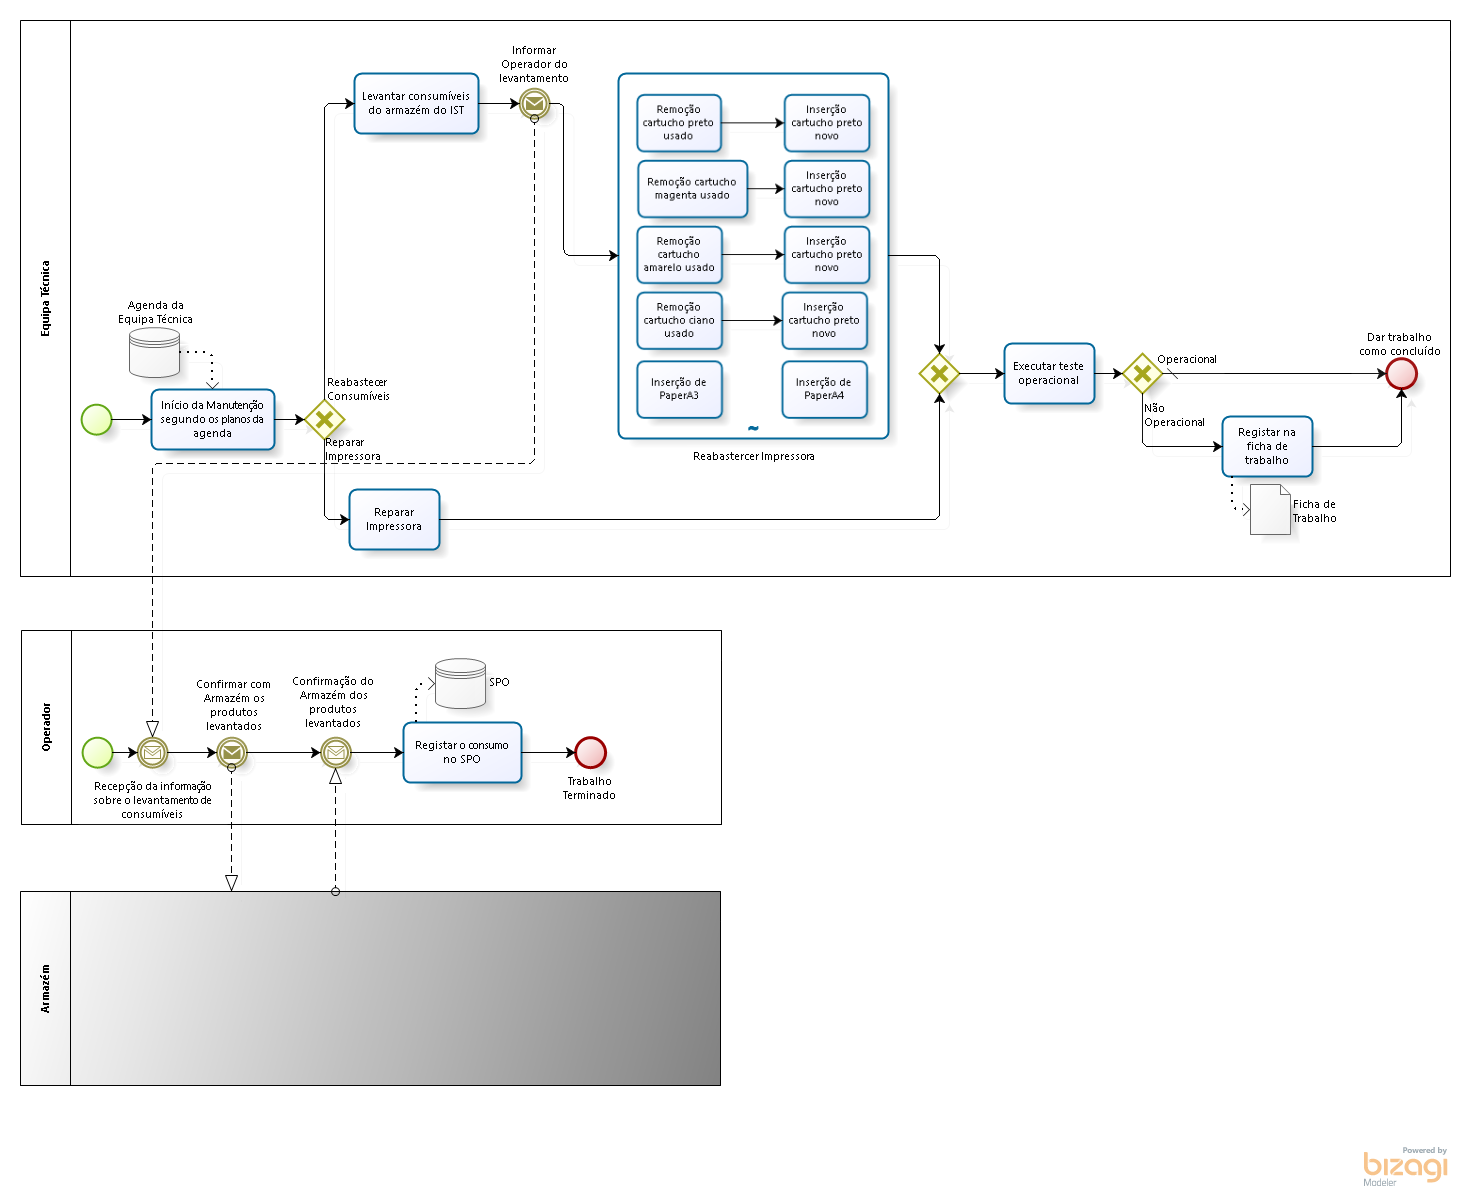 Equipa Técnica
Informar
Operador do
levantamento
Levantar consumíveis
do armazém do IST
Remoção
cartucho preto
usado
Inserção
cartucho preto
novo
Remoção cartucho
magenta usado
Inserção
cartucho preto
novo
Remoção
cartucho
amarelo usado
Inserção
cartucho preto
novo
Remoção
cartucho ciano
usado
Inserção
cartucho preto
novo
Inserção de
PaperA3
Inserção de
PaperA4
~
Reabastercer Impressora
Agenda da
Equipa Técnica
Início da Manutenção
segundo os planos da
agenda
Reabastecer
Consumíveis
Reparar
Impressora
Reparar
Impressora
Executar teste
operacional
Operacional
Não
Operacional
Dar trabalho
como concluído
Registar na
ficha de
trabalho
Ficha de
Trabalho
Operador
Recepção da informação
sobre o levantamento de
consumíveis
Confirmar com
Armazém os
produtos
levantados
Confirmação do
Armazém dos
produtos
levantados
SPO
Registar o consumo
no SPO
Trabalho
Terminado
Armazém
Powered by
bizagi
Modeler